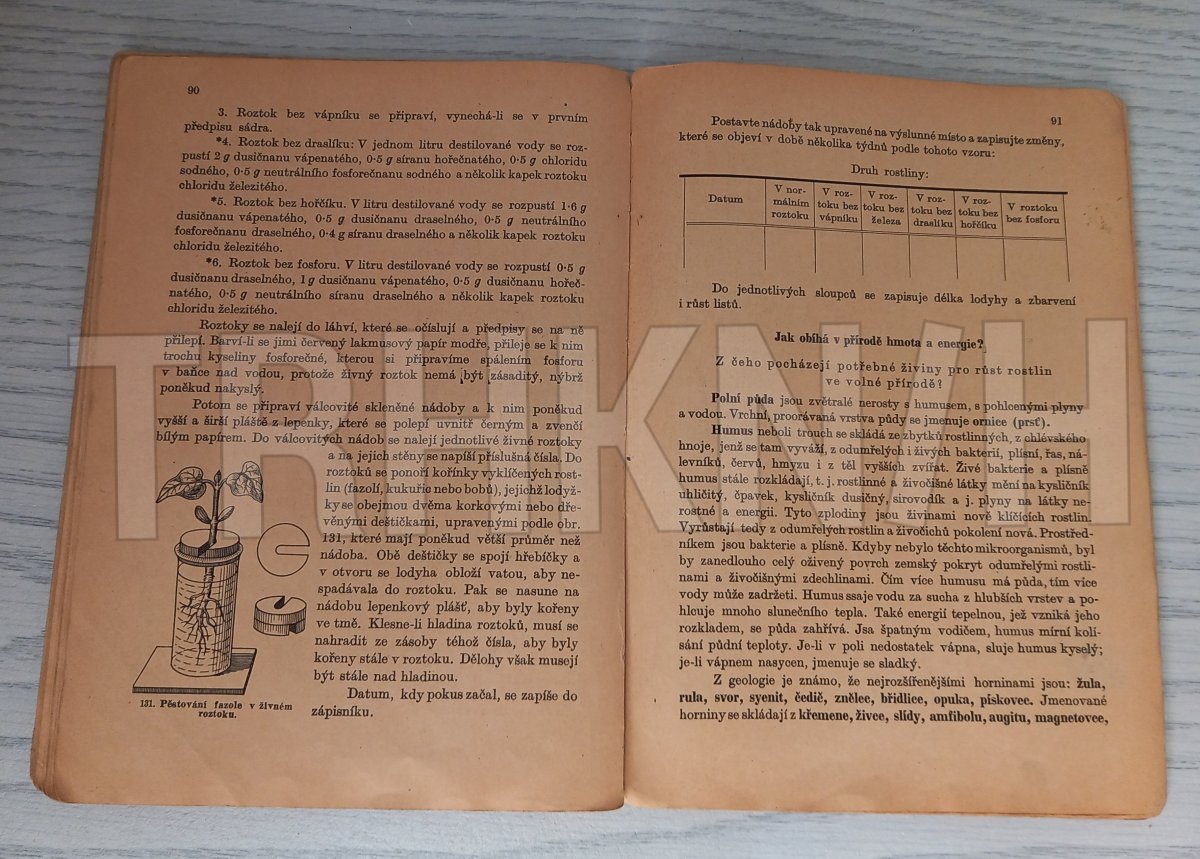 90
3. Roztok bez vápníku se připraví, vynechá-li se v prvním
předpisu sádra.
*4. Roztok bez draslíku: V jednom litru destilované vody se roz-
pustí 2 g dusičnanu vápenatého, 0·5 g síranu hořečnatého, 0·5 g chloridu
sodného, 0·5 g neutrálního fosforečnanu sodného a několik kapek roztoku
chloridu železitého.
*5. Roztok bez hořčíku. V litru destilované vody se rozpustí 1·6 g
dusičnanu vápenatého, 0·5 g dusičnanu draselného, 0·5 g neutrálního
fosforečnanu draselného, 0·4 g síranu draselného a několik kapek roztoku
chloridu železitého.
*6. Roztok bez fosforu. V litru destilované vody se rozpustí 0·5 g
dusičnanu draselného, 1 g dusičnanu vápenatého, 0·5 g dusičnanu hořeč-
natého, 0·5 g neutrálního síranu draselného a několik kapek roztoku
chloridu železitého.
Roztoky se nalejí do láhví, které se očíslují a předpisy se na ně
přilepí. Barví-li se jimi červený lakmusový papír modře, přileje se k nim
trochu kyseliny fosforečné, kterou si připravíme spálením fosforu
v baňce nad vodou, protože živný roztok nemá být zásaditý, nýbrž
poněkud nakyslý.
Potom se připraví válcovité skleněné nádoby a k nim poněkud
vyšší a širší pláště z lepenky, které se polepí uvnitř černým a zvenčí
bílým papírem. Do válcovitých nádob se nalejí jednotlivé živné roztoky
a na jejich stěny se napíší příslušná čísla. Do
roztoků se ponoří kořínky vyklíčených rost-
lin (fazolí, kukuřic nebo bobů), jejichž lodyž-
ky se obejmou dvěma korkovými nebo dře-
věnými deštičkami, upravenými podle obr.
131, které mají poněkud větší průměr než
nádoba. Obě deštičky se spojí hřebíčky a
v otvoru se lodyha obloží vatou, aby ne-
spadávala do roztoku. Pak se nasune na
nádobu lepenkový plášť, aby byly kořeny
ve tmě. Klesne-li hladina roztoků, musí se
nahradit ze zásoby téhož čísla, aby byly
kořeny stále v roztoku. Dělohy však musejí
být stále nad hladinou.
Datum, kdy pokus začal, se zapíše do
zápisníku.
131. Pěstování fazole v živném
roztoku.
91
Postavte nádoby tak upravené na výslunné místo a zapisujte změny,
které se objeví v době několika týdnů podle tohoto vzoru:
Druh rostliny:
Datum
V nor-
málním
roztoku
V roz-
toku bez
vápníku
V roz-
toku bez
železa
V roz-
toku bez
draslíku
V roz-
toku bez
hořčíku
V roztoku
bez fosforu
Do jednotlivých sloupců se zapisuje délka lodyhy a zbarvení
i růst listů.
Jak obíhá v přírodě hmota a energie?
Z čeho pocházejí potřebné živiny pro růst rostlin
ve volné přírodě?
Polní půda jsou zvětralé nerosty s humusem, s pohlcenými plyny
a vodou. Vrchní, proorávaná vrstva půdy se jmenuje ornice (prsť).
Humus neboli trouch se skládá ze zbytků rostlinných, z chlévského
hnoje, jenž se tam vyváží, z odumřelých i živých bakterií, plísní, řas, ná-
levníků, červů, hmyzu i z těl vyšších zvířat. Živé bakterie a plísně
humus stále rozkládají, t. j. rostlinné a živočišné látky mění na kysličník
uhličitý, čpavek, kysličník dusičný, sirovodík a j. plyny na látky ne-
rostné a energii. Tyto zplodiny jsou živinami nově klíčících rostlin.
Vyrůstají tedy z odumřelých rostlin a živočichů pokolení nová. Prostřed-
níkem jsou bakterie a plísně. Kdyby nebylo těchto mikroorganismů, byl
by zanedlouho celý oživený povrch zemský pokryt odumřelými rostli-
nami a živočišnými zdechlinami. Čím více humusu má půda, tím více
vody může zadržeti. Humus ssaje vodu za sucha z hlubších vrstev a po-
hlcuje mnoho slunečního tepla. Také energií tepelnou, jež vzniká jeho
rozkladem, se půda zahřívá. Jsa špatným vodičem, humus mírní kolí-
sání půdní teploty. Je-li v poli nedostatek vápna, sluje humus kyselý;
je-li vápnem nasycen, jmenuje se sladký.
Z geologie je známo, že nejrozšířenějšími horninami jsou: žula,
rula, svor, syenit, čedič, znělec, břidlice, opuka, pískovec. Jmenované
horniny se skládají z křemene, živce, slídy, amfibolu, augitu, magnetovce,
TRHKNIH